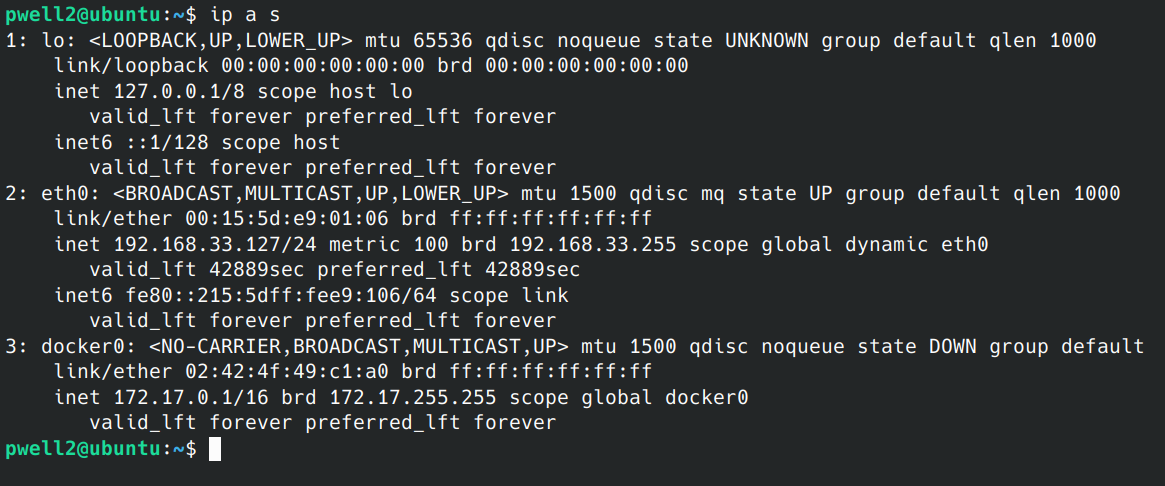 pwell2@ubuntu:~$ ip a s
1: lo: <LOOPBACK,UP,LOWER_UP> mtu 65536 qdisc noqueue state UNKNOWN group default qlen 1000
    link/loopback 00:00:00:00:00:00 brd 00:00:00:00:00:00
    inet 127.0.0.1/8 scope host lo
       valid_lft forever preferred_lft forever
    inet6 ::1/128 scope host
       valid_lft forever preferred_lft forever
2: eth0: <BROADCAST,MULTICAST,UP,LOWER_UP> mtu 1500 qdisc mq state UP group default qlen 1000
    link/ether 00:15:5d:e9:01:06 brd ff:ff:ff:ff:ff:ff
    inet 192.168.33.127/24 metric 100 brd 192.168.33.255 scope global dynamic eth0
       valid_lft 42889sec preferred_lft 42889sec
    inet6 fe80::215:5dff:fee9:106/64 scope link
       valid_lft forever preferred_lft forever
3: docker0: <NO-CARRIER,BROADCAST,MULTICAST,UP> mtu 1500 qdisc noqueue state DOWN group default
    link/ether 02:42:4f:49:c1:a0 brd ff:ff:ff:ff:ff:ff
    inet 172.17.0.1/16 brd 172.17.255.255 scope global docker0
       valid_lft forever preferred_lft forever
pwell2@ubuntu:~$